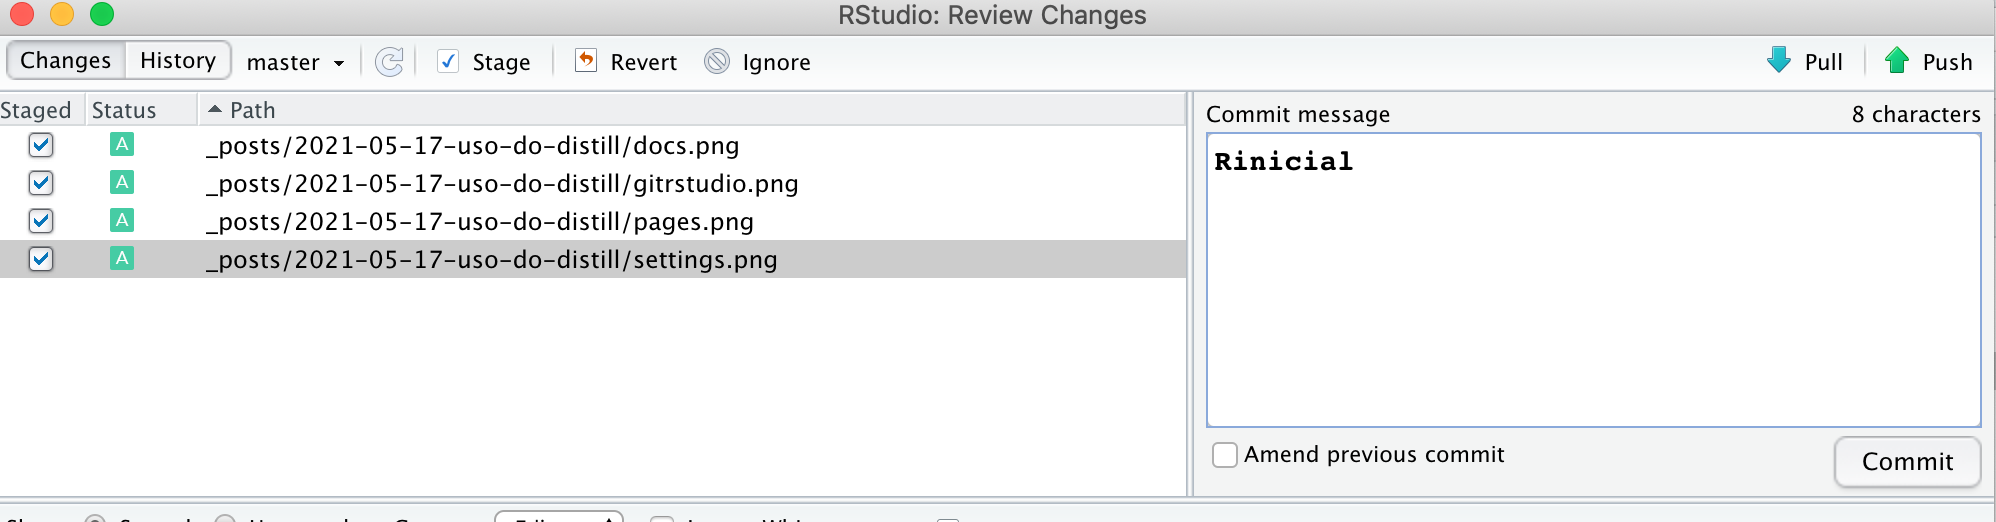 RStudio: Review Changes
Changes History master Stage Revert Ignore Pull Push
Staged Status Path
A _posts/2021-05-17-uso-do-distill/docs.png
A _posts/2021-05-17-uso-do-distill/gitrstudio.png
A _posts/2021-05-17-uso-do-distill/pages.png
A _posts/2021-05-17-uso-do-distill/settings.png
Commit message 8 characters
Rinicial
Amend previous commit
Commit